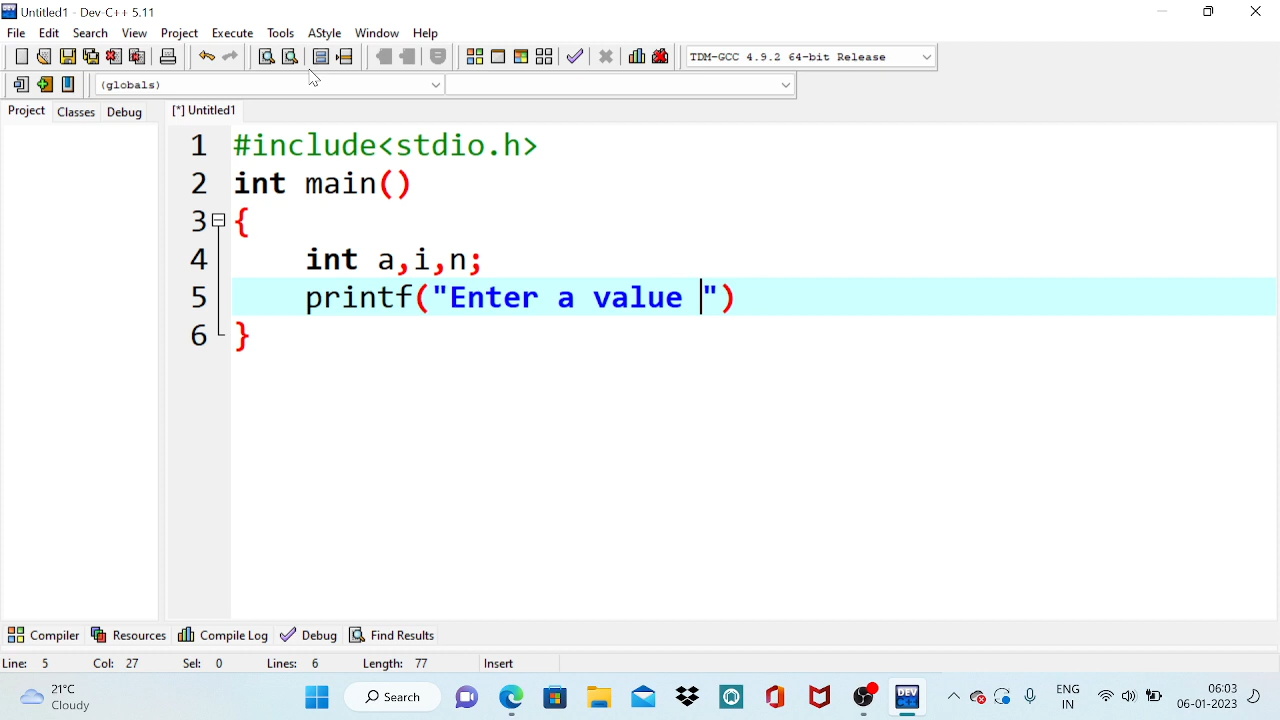 Untitled1 - Dev-C++ 5.11
File Edit Search View Project Execute Tools AStyle Window Help
TDM-GCC 4.9.2 64-bit Release
(globals)
Project Classes Debug [*] Untitled1
1 #include<stdio.h>
2 int main()
3 {
4 int a,i,n;
5 printf("Enter a value ")
6 }
Compiler Resources Compile Log Debug Find Results
Line: 5 Col: 27 Sel: 0 Lines: 6 Length: 77 Insert
21°C
Cloudy
Search
DEV
ENG
IN
06:03
06-01-2023